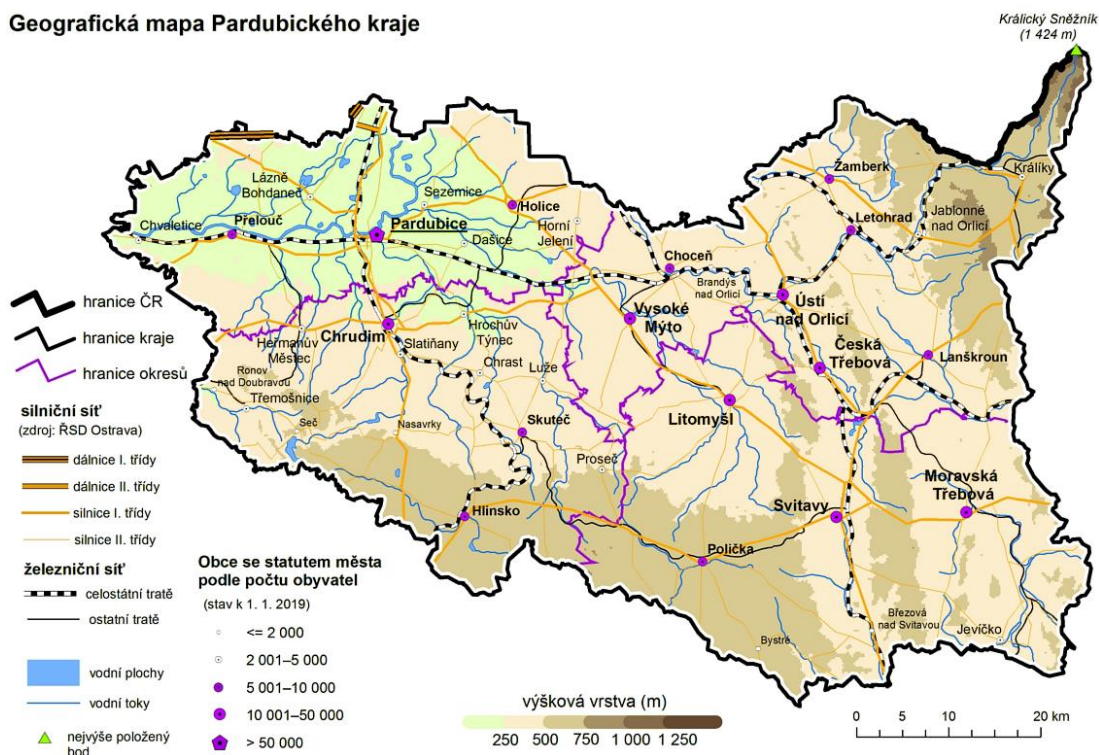 Geografická mapa Pardubického kraje
Králický Sněžník
(1 424 m)
Lázně
Bohdaneč
Sezemice
Holice
Chvaletice
Přelouč
Pardubice
Dašice
Horní
Jelení
Žamberk
Králíky
Letohrad
Jablonné
nad Orlicí
Choceň
Brandýs
nad Orlicí
Ústí
nad Orlicí
Vysoké
Mýto
Hrochův
Týnec
Heřmanův
Městec
Chrudim
Slatiňany
Chrast
Luže
Česká
Třebová
Lanškroun
Ronov
nad Doubravou
Třemošnice
Seč
Nasavrky
Skuteč
Litomyšl
Proseč
Hlinsko
Svitavy
Moravská
Třebová
Polička
Bystré
Březová
nad Svitavou
Jevíčko
hranice ČR
hranice kraje
hranice okresů
silniční síť
(zdroj: ŘSD Ostrava)
dálnice I. třídy
dálnice II. třídy
silnice I. třídy
silnice II. třídy
železniční síť
celostátní tratě
ostatní tratě
vodní plochy
vodní toky
nejvýše položený
bod
Obce se statutem města
podle počtu obyvatel
(stav k 1. 1. 2019)
<= 2 000
2 001–5 000
5 001–10 000
10 001–50 000
> 50 000
výšková vrstva (m)
250 500 750 1 000 1 250
0 5 10 20 km